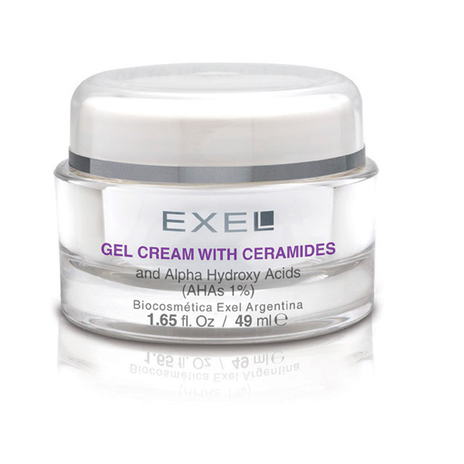 EXEL
GEL CREAM WITH CERAMIDES
and Alpha Hydroxy Acids
(AHAs 1%)
Biocosmética Exel Argentina
1.65 fl. Oz / 49 ml ℮